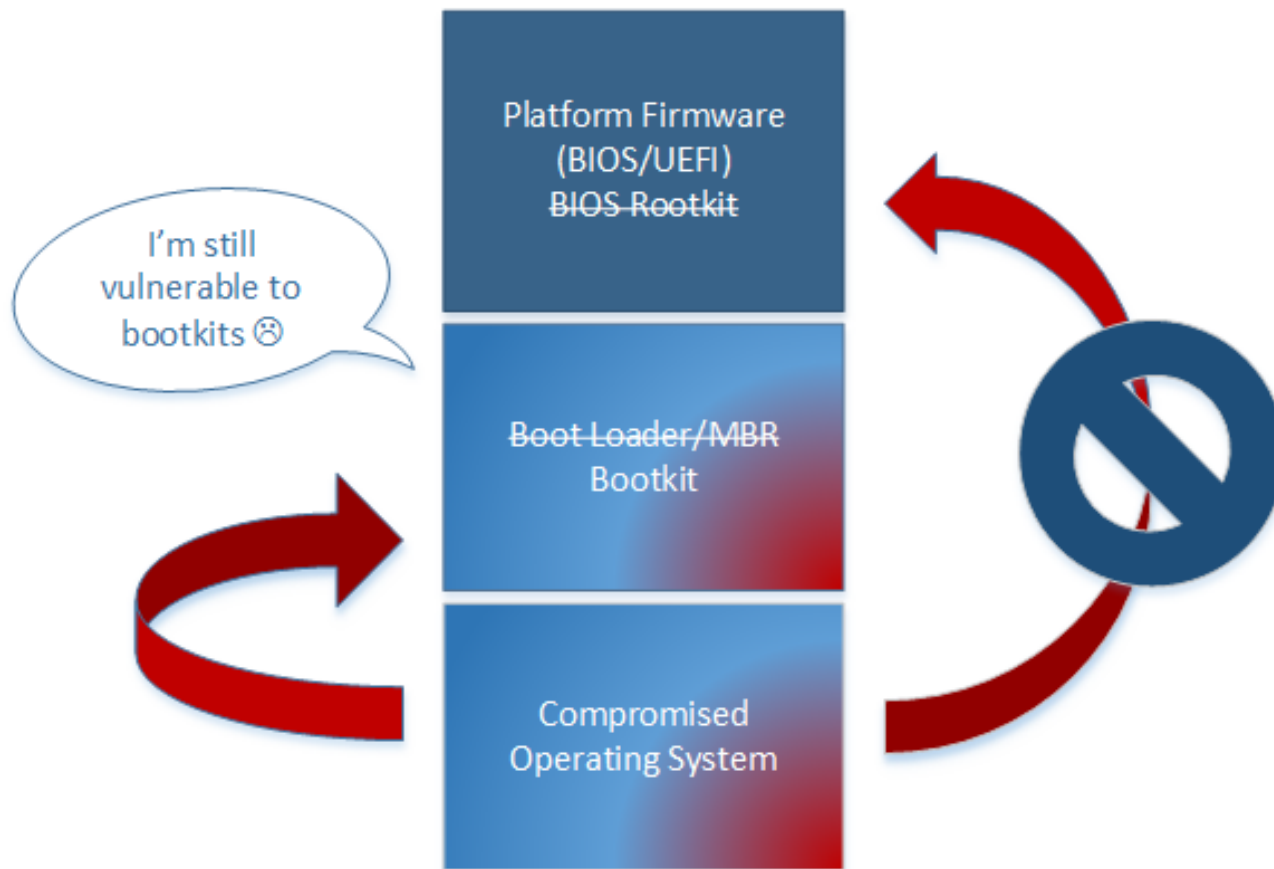 Platform Firmware
(BIOS/UEFI)
BIOS Rootkit
I'm still
vulnerable to
bootkits ☹
Boot Loader/MBR
Bootkit
Compromised
Operating System